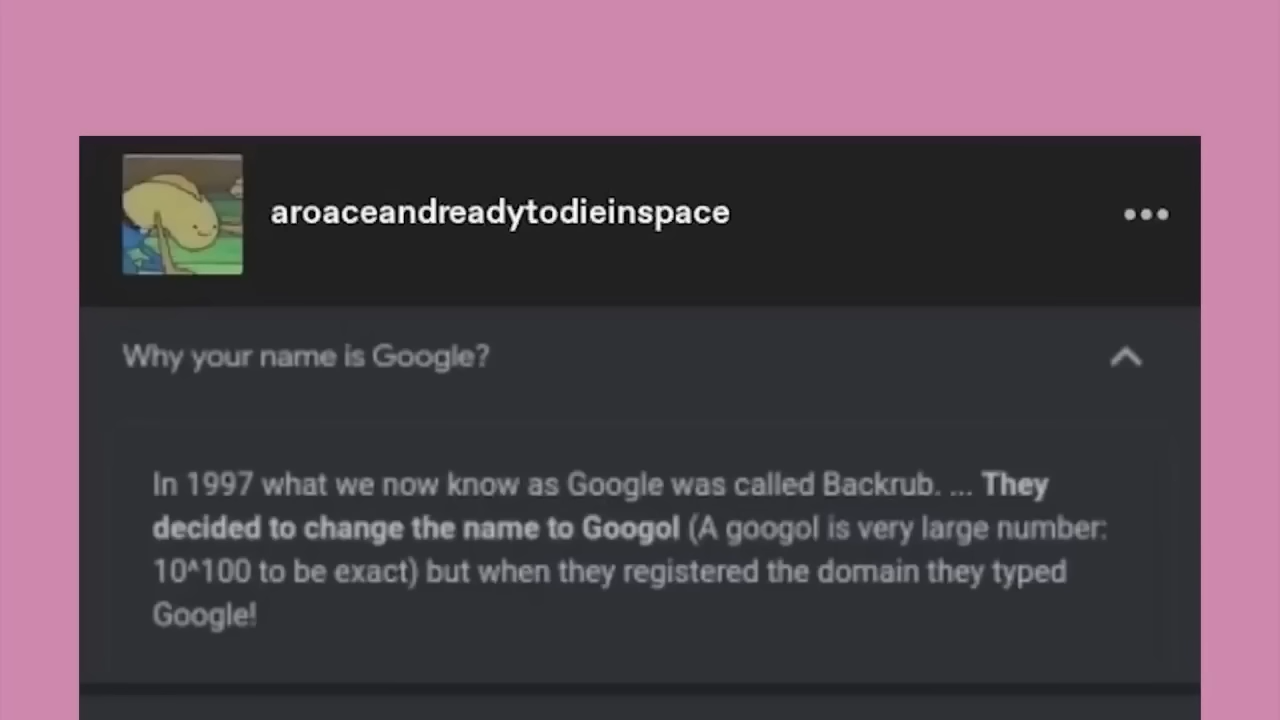 aroaceandreadytodieinspace
Why your name is Google?
In 1997 what we now know as Google was called Backrub. ... They
decided to change the name to Googol (A googol is very large number:
10^100 to be exact) but when they registered the domain they typed
Google!